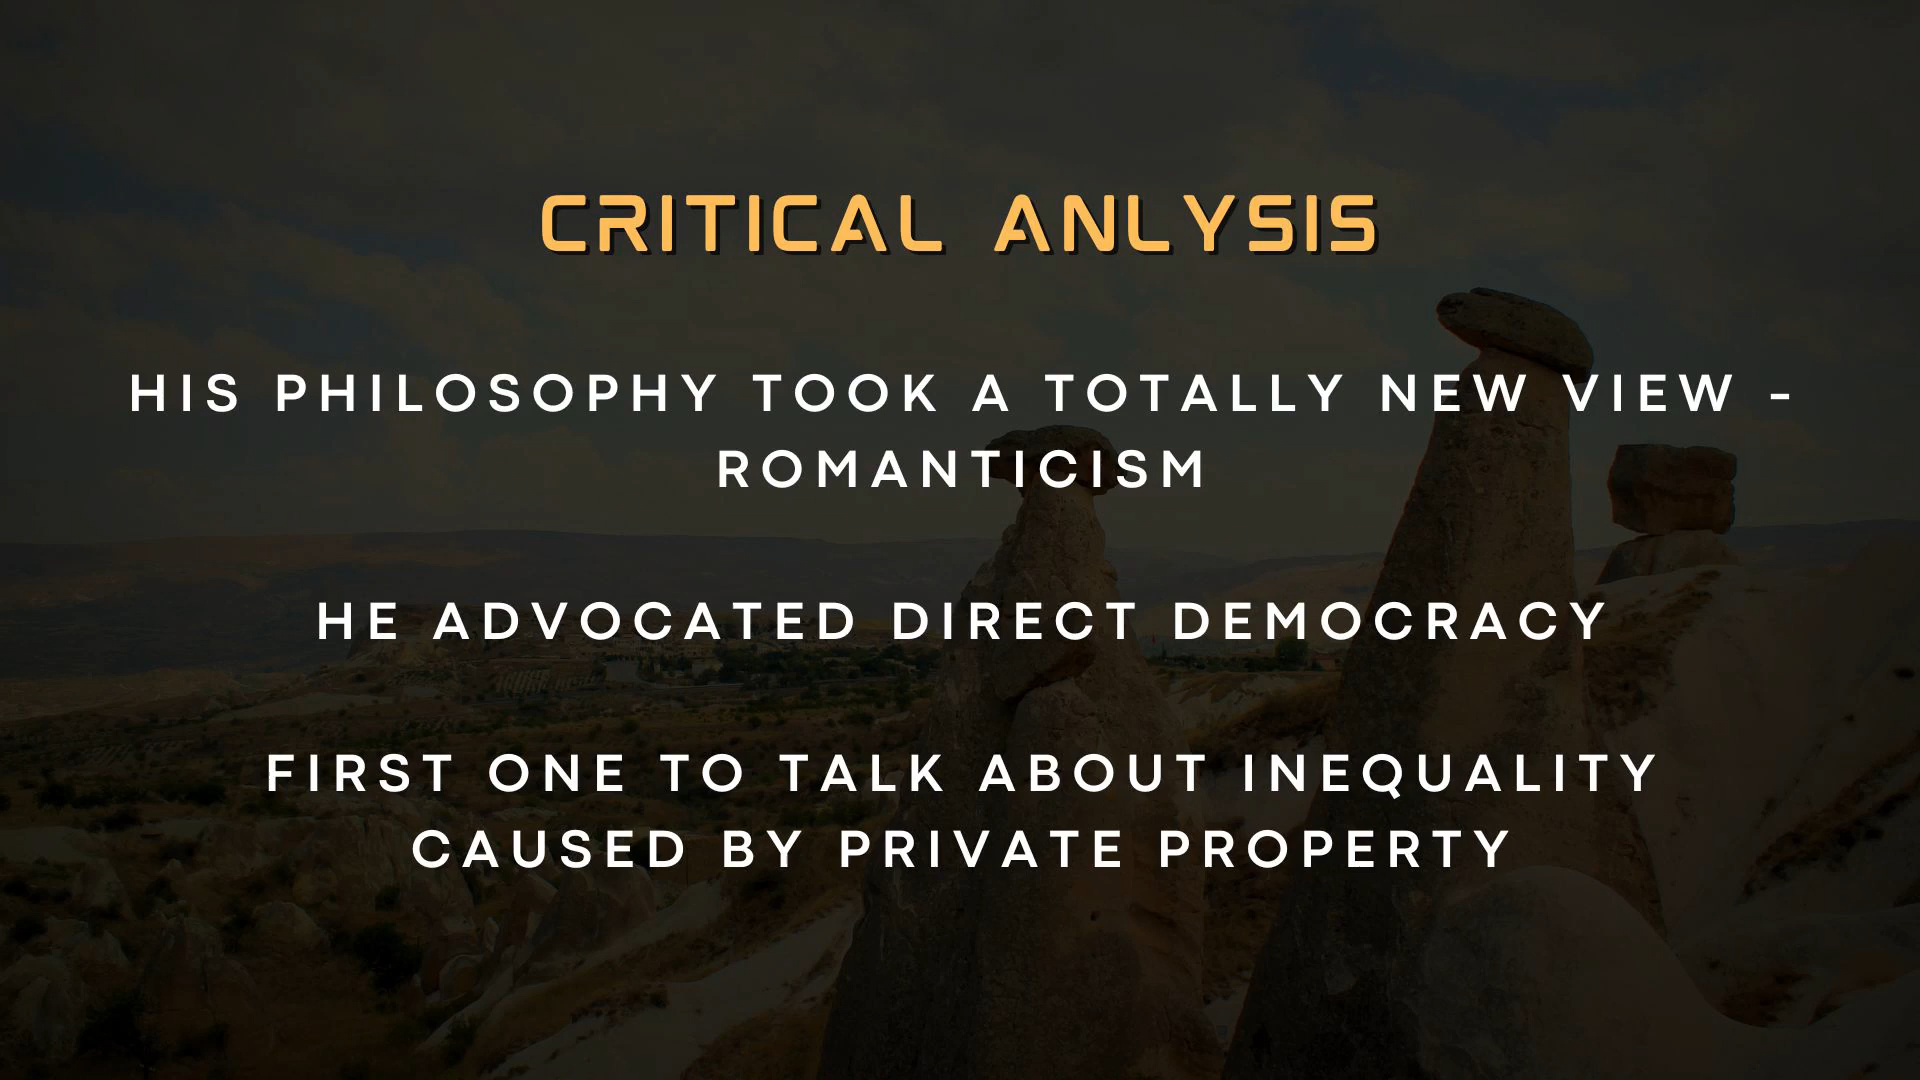 CRITICAL ANLYSIS
HIS PHILOSOPHY TOOK A TOTALLY NEW VIEW -
ROMANTICISM
HE ADVOCATED DIRECT DEMOCRACY
FIRST ONE TO TALK ABOUT INEQUALITY
CAUSED BY PRIVATE PROPERTY